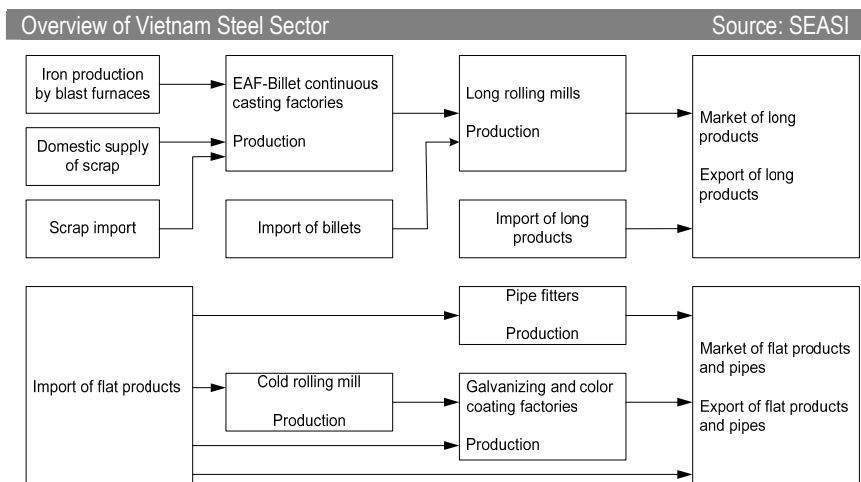 Overview of Vietnam Steel Sector
Source: SEASI
Iron production
by blast furnaces
EAF-Billet continuous
casting factories
Production
Long rolling mills
Production
Market of long
products
Export of long
products
Domestic supply
of scrap
Scrap import
Import of billets
Import of long
products
Import of flat products
Pipe fitters
Production
Cold rolling mill
Production
Galvanizing and color
coating factories
Production
Market of flat products
and pipes
Export of flat products
and pipes